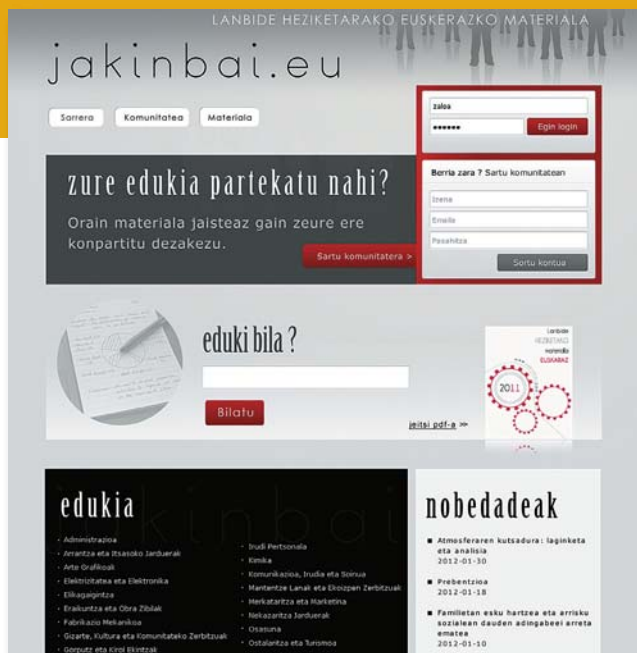 LANBIDE HEZIKETARAKO EUSKERAZKO MATERIALA
jakinbai.eu
Sarrera
Komunitatea
Materiala
zaloa
••••••
Egin login
zure edukia partekatu nahi?
Orain materiala jaisteaz gain zeure ere
konpartitu dezakezu.
Sartu komunitatera >
Berria zara ? Sartu komunitatean
Izena
Emaila
Pasahitza
Sortu kontua
eduki bila ?
Bilatu
jeitsi pdf-a >>
Lanbide
HEZIKETAKO
materiala
EUSKARAZ
2011
edukia
Administrazioa
Arrantza eta Itsasoko Jarduerak
Arte Grafikoak
Elektrizitatea eta Elektronika
Elikagaigintza
Eraikuntza eta Obra Zibilak
Fabrikazio Mekanikoa
Gizarte, Kultura eta Komunitateko Zerbitzuak
Gorputz eta Kirol Ekintzak
Irudi Pertsonala
Kimika
Komunikazioa, Irudia eta Soinua
Mantentze Lanak eta Ekoizpen Zerbitzuak
Merkataritza eta Marketina
Nekazaritza Jarduerak
Osasuna
Ostalaritza eta Turismoa
jakinbai
nobedadeak
Atmosferaren kutsadura: laginketa
eta analisia
2012-01-30
Prebentzioa
2012-01-18
Familietan esku hartzea eta arrisku
sozialean dauden adingabeei arreta
ematea
2012-01-10